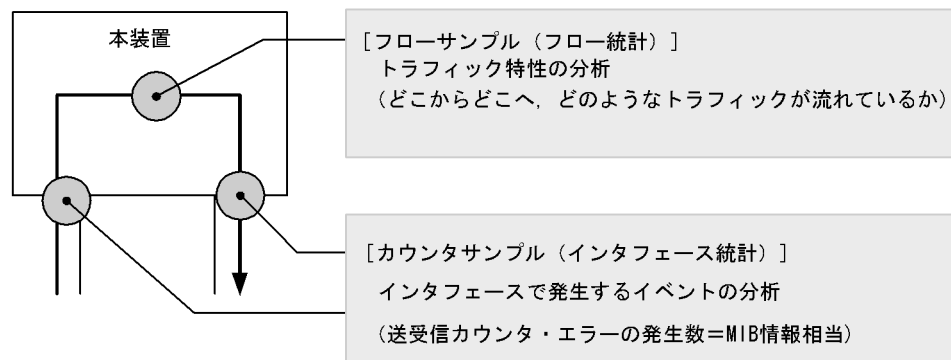 本装置
[フローサンプル（フロー統計）]
トラフィック特性の分析
（どこからどこへ，どのようなトラフィックが流れているか）
[カウンタサンプル（インタフェース統計）]
インタフェースで発生するイベントの分析
（送受信カウンタ・エラーの発生数＝MIB情報相当）